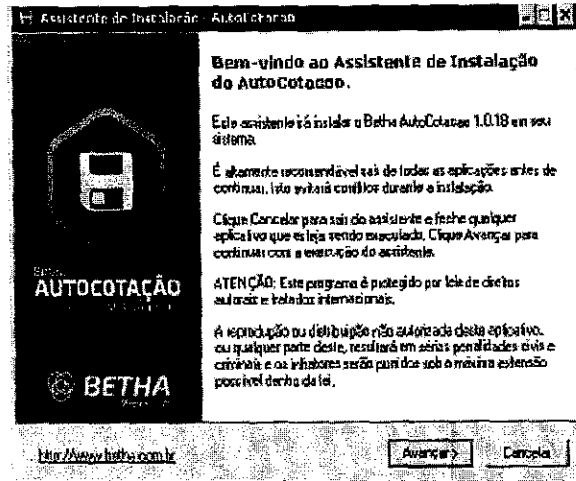 Assistente de Instalação - AutoCotacao
Bem-vindo ao Assistente de Instalação
do AutoCotacao.
Este assistente irá instalar o Betha AutoCotacao 1.0.18 em seu
sistema.
É altamente recomendável sair de todas as aplicações antes de
continuar. Isto evitará conflitos durante a instalação.
Clique Cancelar para sair do assistente e feche qualquer
aplicativo que esteja sendo executado. Clique Avançar para
continuar com a execução do assistente.
ATENÇÃO: Este programa é protegido por leis de direitos
autorais e tratados internacionais.
A reprodução ou distribuição não autorizada deste aplicativo,
ou qualquer parte deste, resultará em sérias penalidades civis e
criminais e os infratores serão punidos sob a máxima extensão
possível dentro da lei.
AUTOCOTAÇÃO
BETHA
http://www.betha.com.br
Avançar >
Cancelar